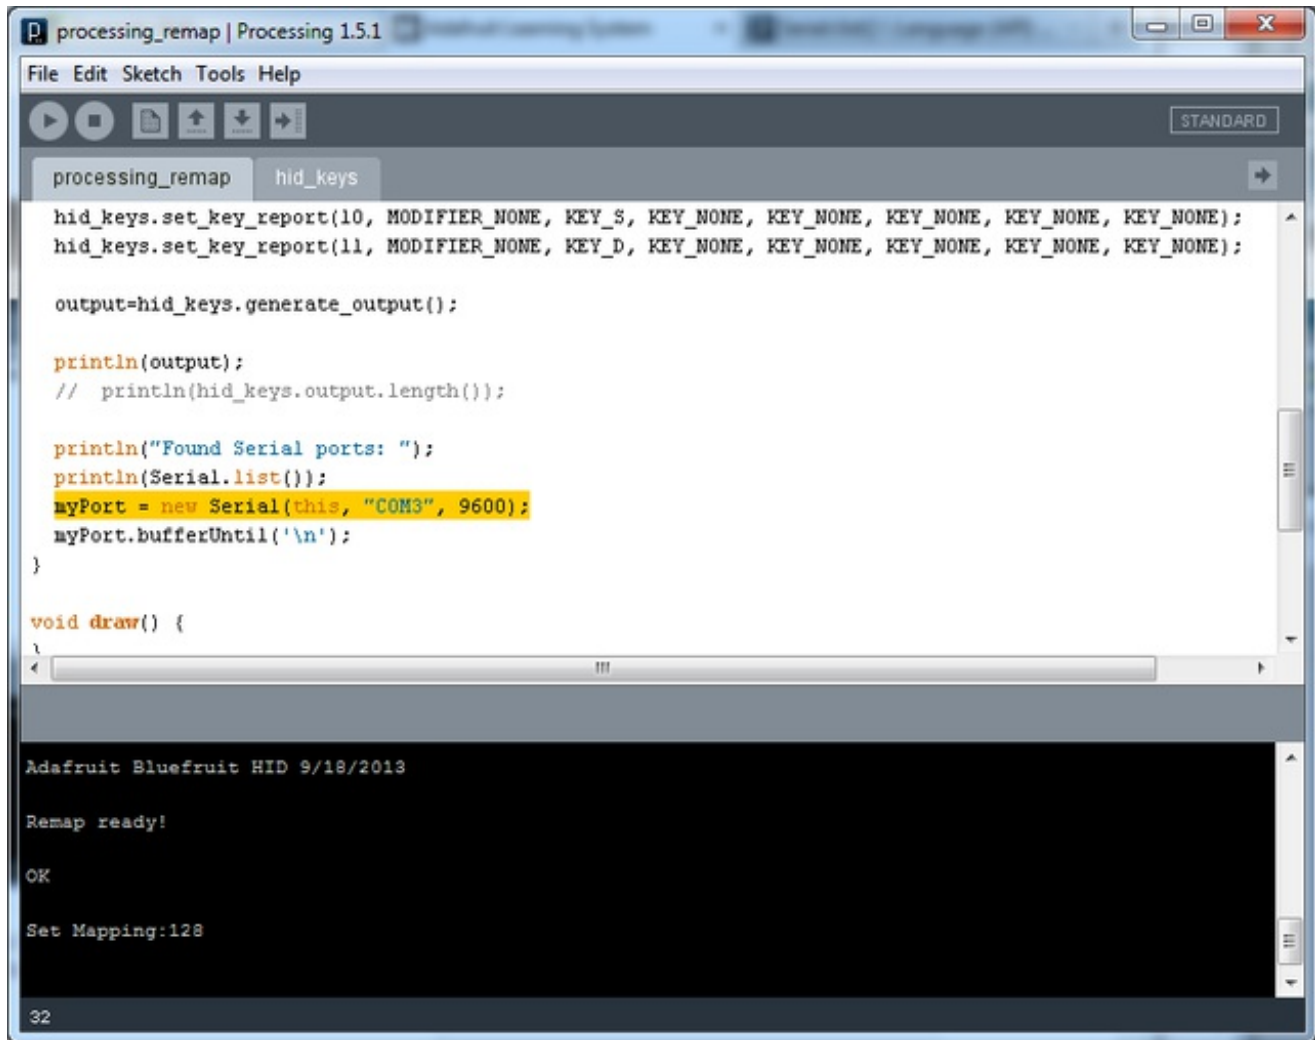 processing_remap | Processing 1.5.1
File Edit Sketch Tools Help
STANDARD
processing_remap hid_keys
hid_keys.set_key_report(10, MODIFIER_NONE, KEY_S, KEY_NONE, KEY_NONE, KEY_NONE, KEY_NONE, KEY_NONE);
hid_keys.set_key_report(11, MODIFIER_NONE, KEY_D, KEY_NONE, KEY_NONE, KEY_NONE, KEY_NONE, KEY_NONE);
output=hid_keys.generate_output();
println(output);
// println(hid_keys.output.length());
println("Found Serial ports: ");
println(Serial.list());
myPort = new Serial(this, "COM3", 9600);
myPort.bufferUntil('\n');
}
void draw() {
}
Adafruit Bluefruit HID 9/18/2013
Remap ready!
OK
Set Mapping:128
32